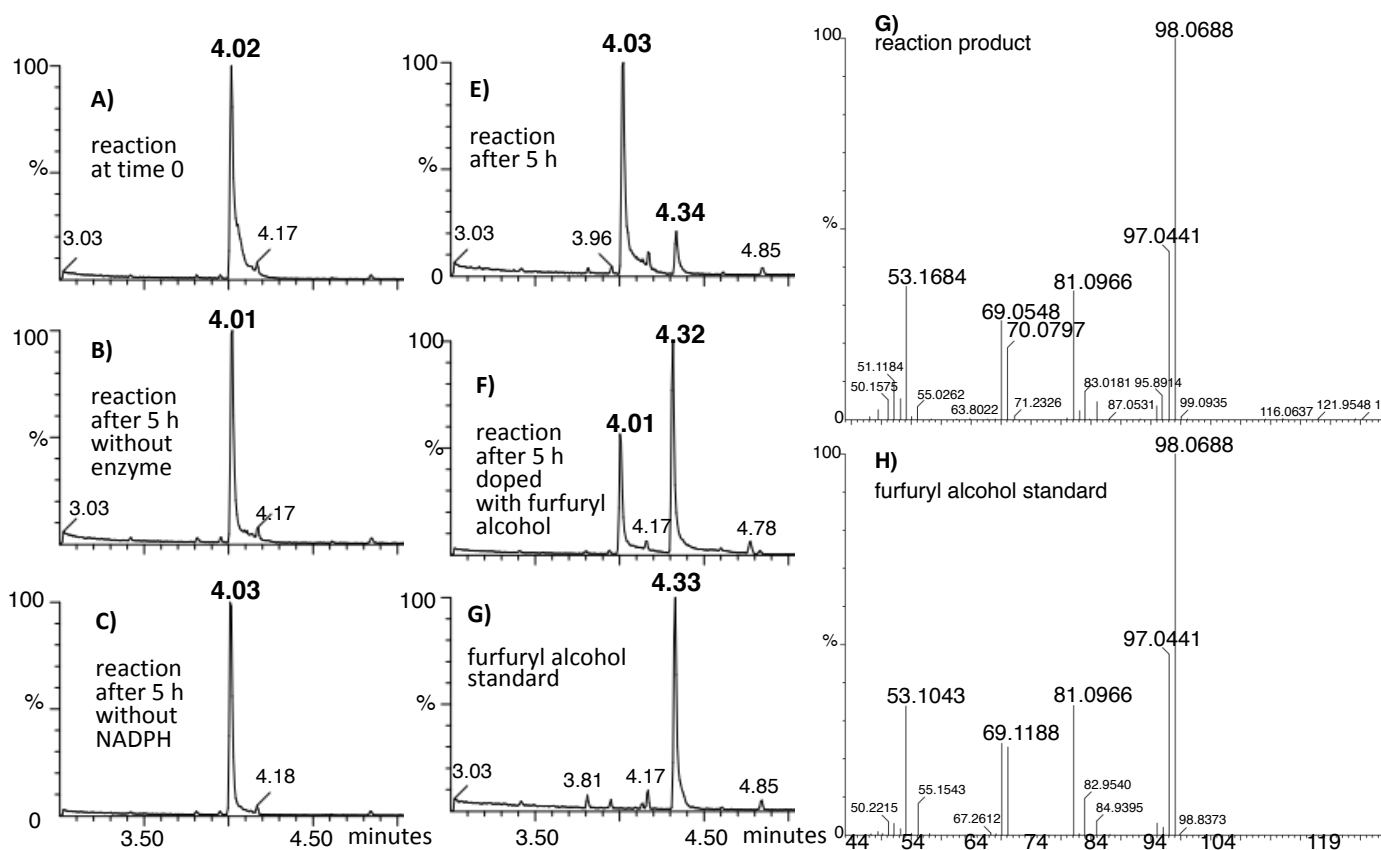 4.02
100
A)
reaction
at time 0
%
3.03
4.17
4.01
100
B)
reaction
after 5 h
without
enzyme
%
3.03
4.17
4.03
100
C)
reaction
after 5 h
without
NADPH
%
4.18
0
3.50
4.50
minutes
4.03
100
E)
reaction
after 5 h
%
4.34
3.03
3.96
4.85
0
4.32
100
F)
reaction
after 5 h
doped
with furfuryl
alcohol
%
4.01
4.17
4.78
0
3.50
4.50
4.33
100
G)
furfuryl alcohol
standard
%
3.03
3.81
4.17
4.85
0
3.50
4.50
minutes
G)
reaction product
100
98.0688
%
97.0441
53.1684
81.0966
69.0548
70.0797
51.1184
50.1575
55.0262
63.8022
71.2326
83.0181
95.8914
87.0531
99.0935
116.0637
121.9548
1
0
H)
furfuryl alcohol standard
100
98.0688
%
97.0441
53.1043
81.0966
69.1188
50.2215
55.1543
67.2612
82.9540
84.9395
98.8373
0
44 54 64 74 84 94 104 119